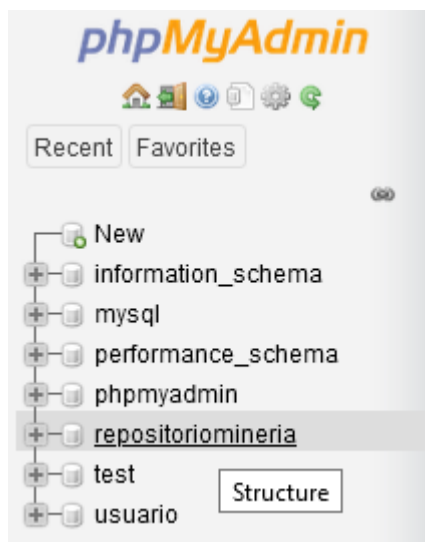 phpMyAdmin
Recent Favorites
New
information_schema
mysql
performance_schema
phpmyadmin
repositoriomineria
test
Structure
usuario